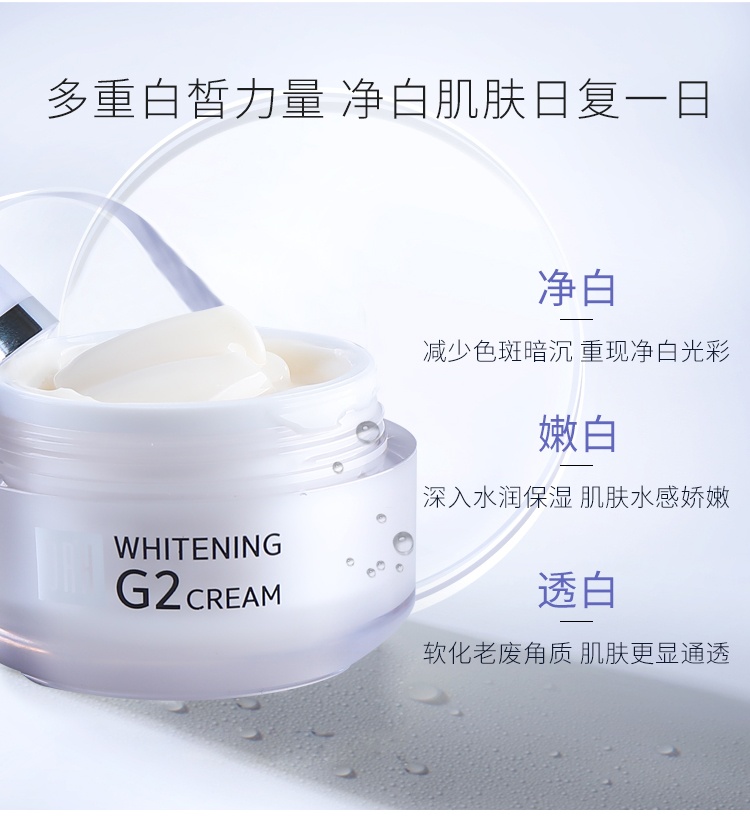 多重白皙力量 净白肌肤日复一日
净白
减少色斑暗沉 重现净白光彩
嫩白
深入水润保湿 肌肤水感娇嫩
透白
软化老废角质 肌肤更显通透
WHITENING
G2 CREAM